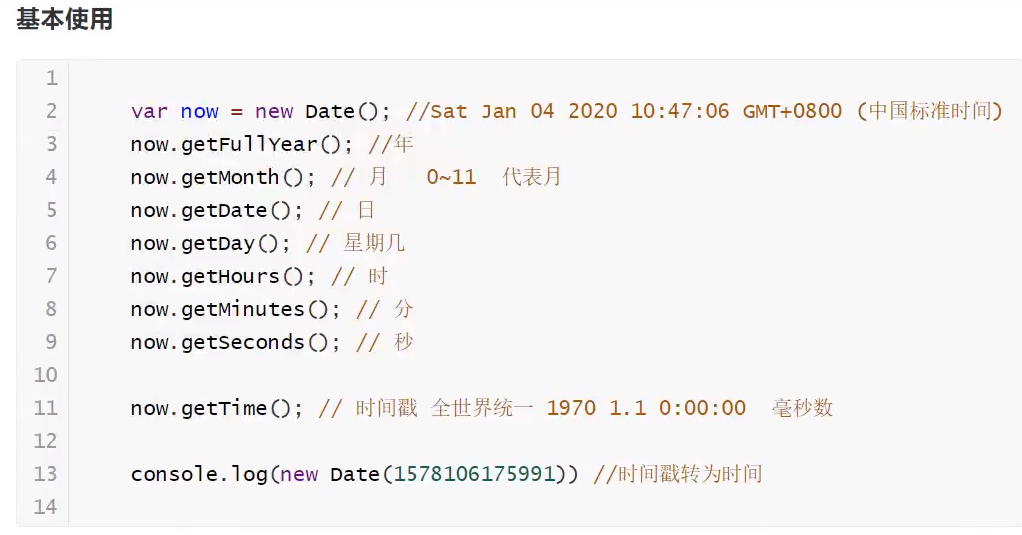 基本使用
1
2 var now = new Date(); //Sat Jan 04 2020 10:47:06 GMT+0800 (中国标准时间)
3 now.getFullYear(); //年
4 now.getMonth(); // 月 0~11 代表月
5 now.getDate(); // 日
6 now.getDay(); // 星期几
7 now.getHours(); // 时
8 now.getMinutes(); // 分
9 now.getSeconds(); // 秒
10
11 now.getTime(); // 时间戳 全世界统一 1970 1.1 0:00:00 毫秒数
12
13 console.log(new Date(1578106175991)) //时间戳转为时间
14